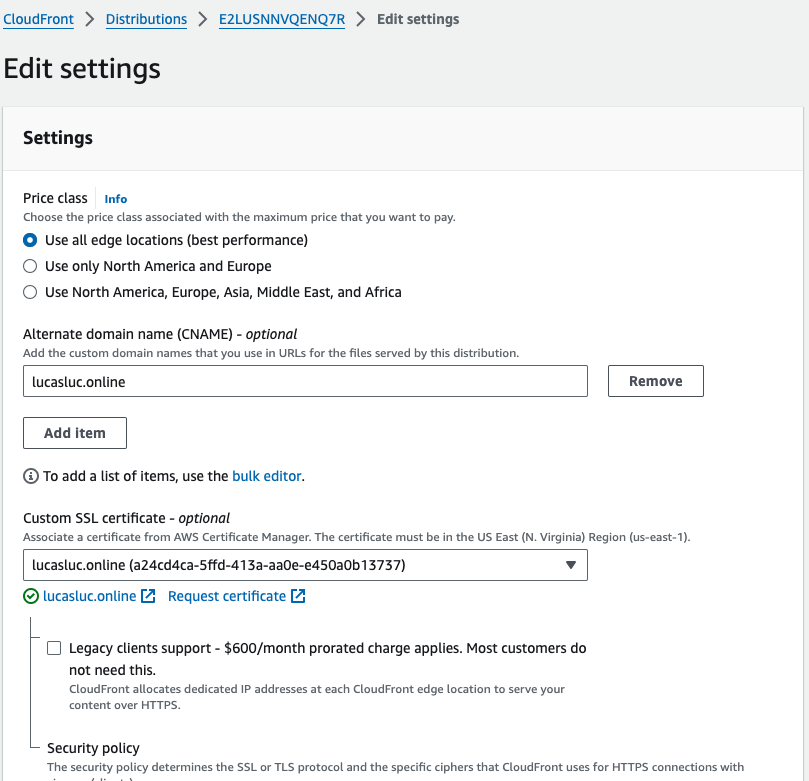 CloudFront > Distributions > E2LUSNNVQENQ7R > Edit settings
Edit settings
Settings
Price class Info
Choose the price class associated with the maximum price that you want to pay.
Use all edge locations (best performance)
Use only North America and Europe
Use North America, Europe, Asia, Middle East, and Africa
Alternate domain name (CNAME) - optional
Add the custom domain names that you use in URLs for the files served by this distribution.
lucasluc.online Remove
Add item
To add a list of items, use the bulk editor.
Custom SSL certificate - optional
Associate a certificate from AWS Certificate Manager. The certificate must be in the US East (N. Virginia) Region (us-east-1).
lucasluc.online (a24cd4ca-5ffd-413a-aa0e-e450a0b13737)
lucasluc.online Request certificate
Legacy clients support - $600/month prorated charge applies. Most customers do
not need this.
CloudFront allocates dedicated IP addresses at each CloudFront edge location to serve your
content over HTTPS.
Security policy
The security policy determines the SSL or TLS protocol and the specific ciphers that CloudFront uses for HTTPS connections with